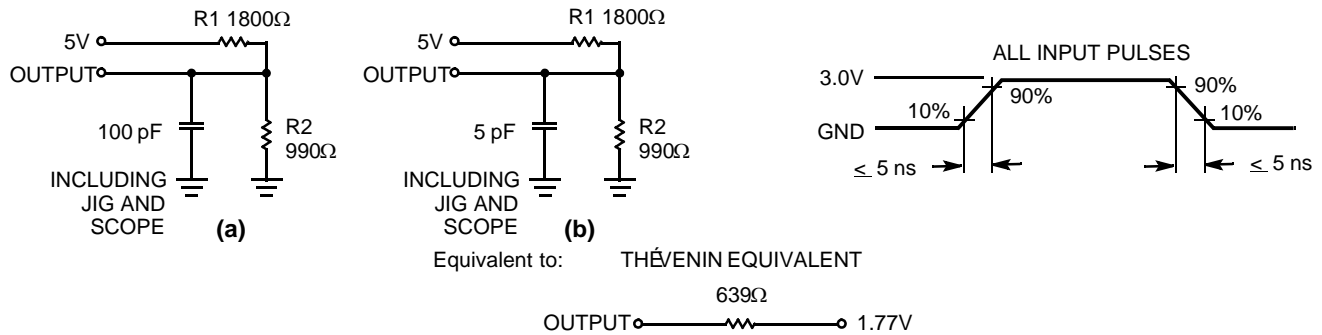 R1 1800Ω
5V
OUTPUT
100 pF
R2
990Ω
INCLUDING
JIG AND
SCOPE
(a)
R1 1800Ω
5V
OUTPUT
5 pF
R2
990Ω
INCLUDING
JIG AND
SCOPE
(b)
ALL INPUT PULSES
3.0V
90%
10%
90%
10%
GND
≤ 5 ns
≤ 5 ns
Equivalent to: THÉVENIN EQUIVALENT
639Ω
OUTPUT 1.77V